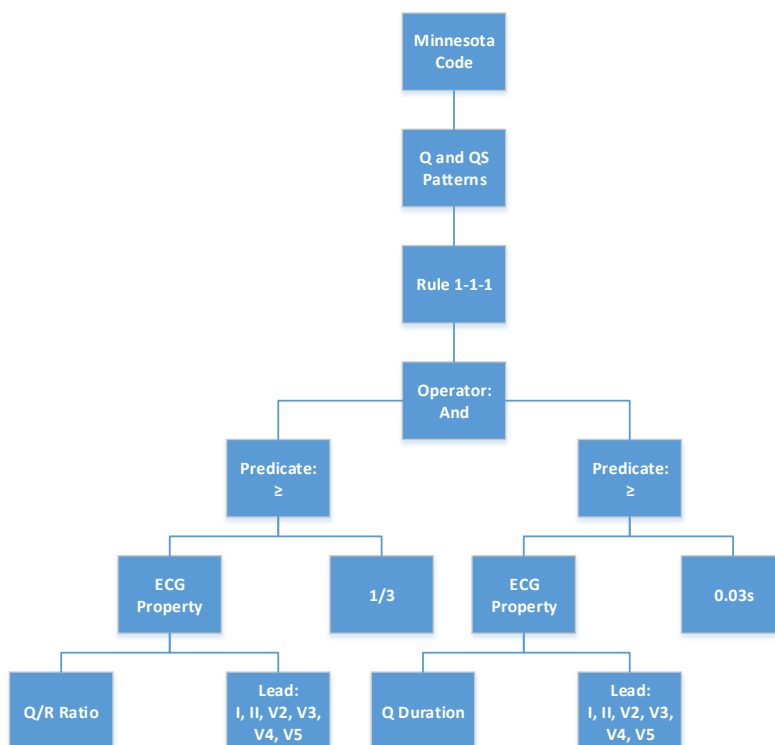 Minnesota
Code
Q and QS
Patterns
Rule 1-1-1
Operator:
And
Predicate:
≥
Predicate:
≥
ECG
Property
1/3
ECG
Property
0.03s
Q/R Ratio
Lead:
I, II, V2, V3,
V4, V5
Q Duration
Lead:
I, II, V2, V3,
V4, V5